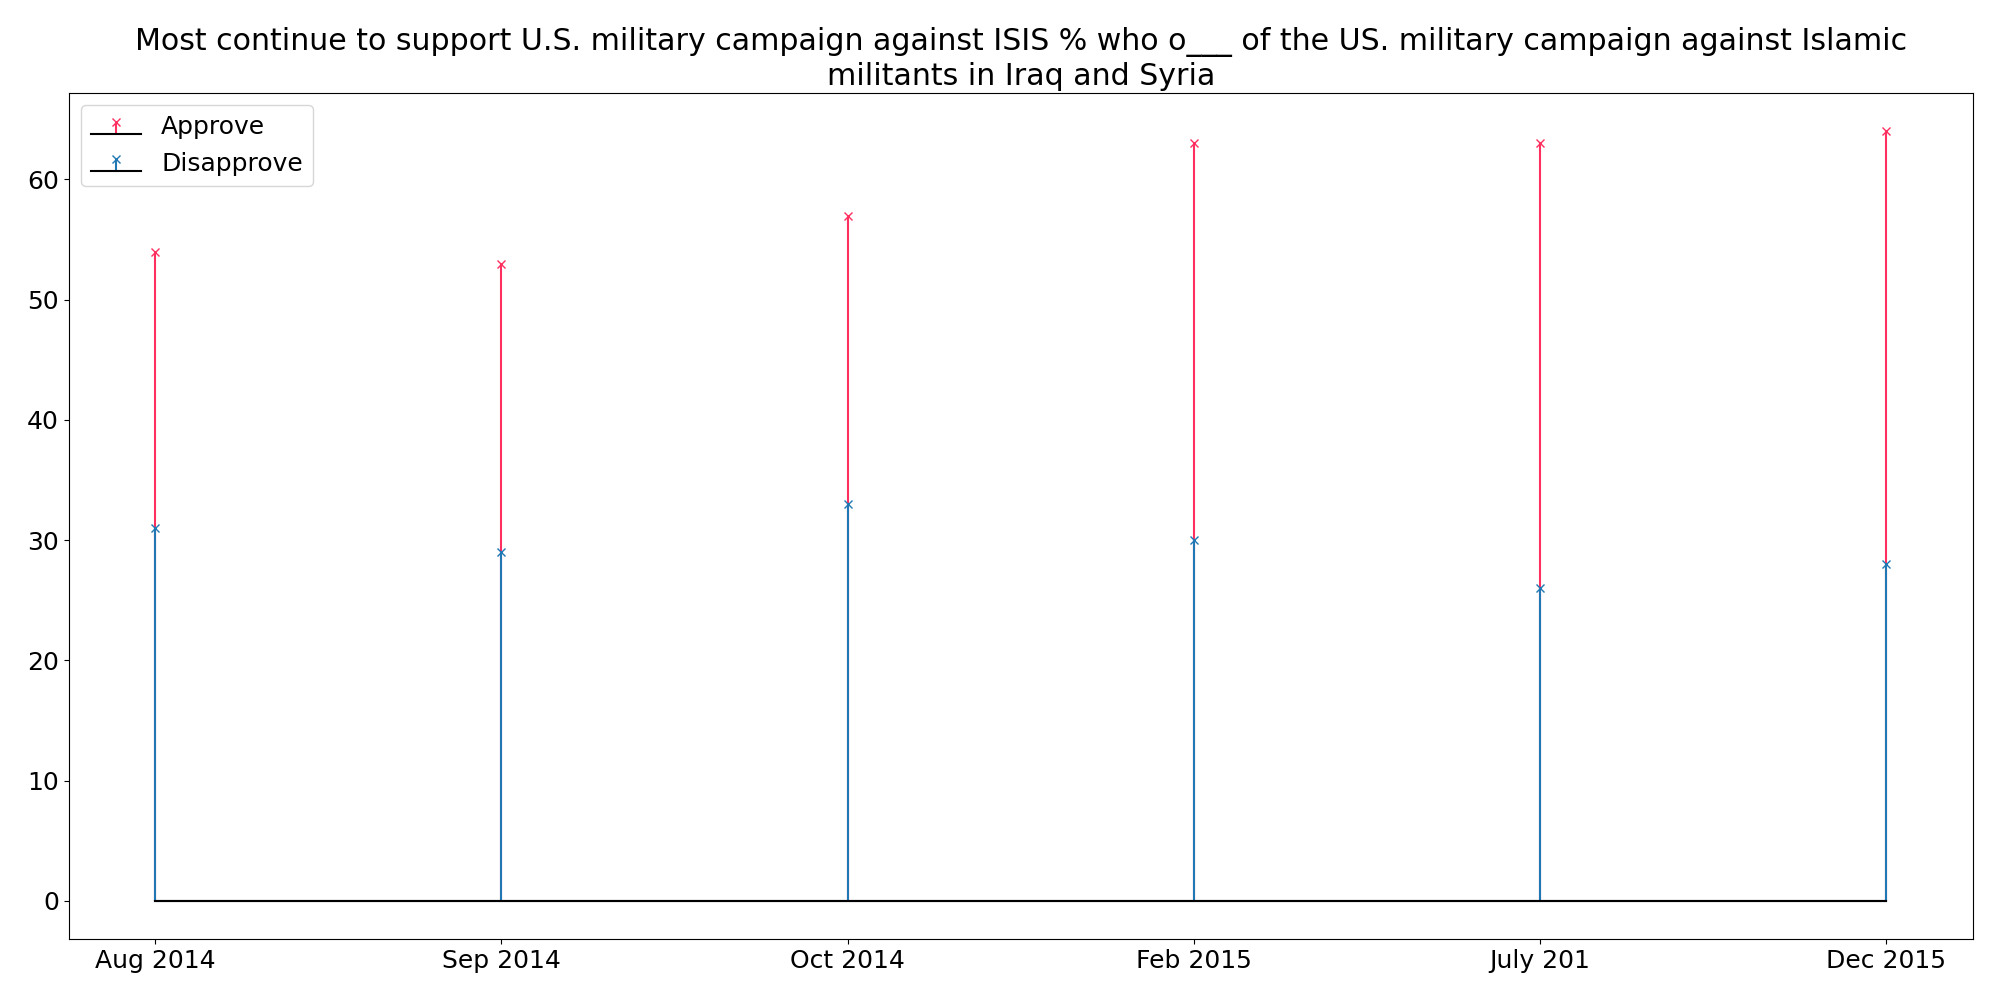 Most continue to support U.S. military campaign against ISIS % who o___ of the US. military campaign against Islamic
militants in Iraq and Syria
Approve
Disapprove
60
50
40
30
20
10
0
Aug 2014 Sep 2014 Oct 2014 Feb 2015 July 201 Dec 2015